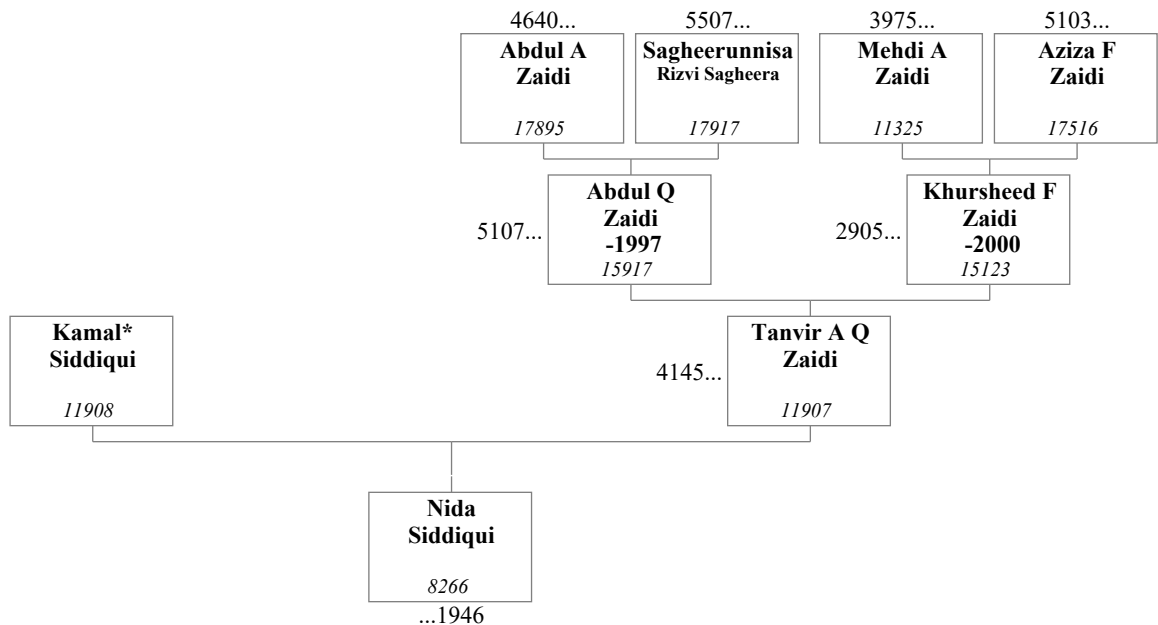 4640... 5507... 3975... 5103...
Abdul A
Zaidi
17895
Sagheerunnisa
Rizvi Sagheera
17917
Mehdi A
Zaidi
11325
Aziza F
Zaidi
17516
5107...
Abdul Q
Zaidi
-1997
15917
2905...
Khursheed F
Zaidi
-2000
15123
Kamal*
Siddiqui
11908
4145...
Tanvir A Q
Zaidi
11907
Nida
Siddiqui
8266
...1946